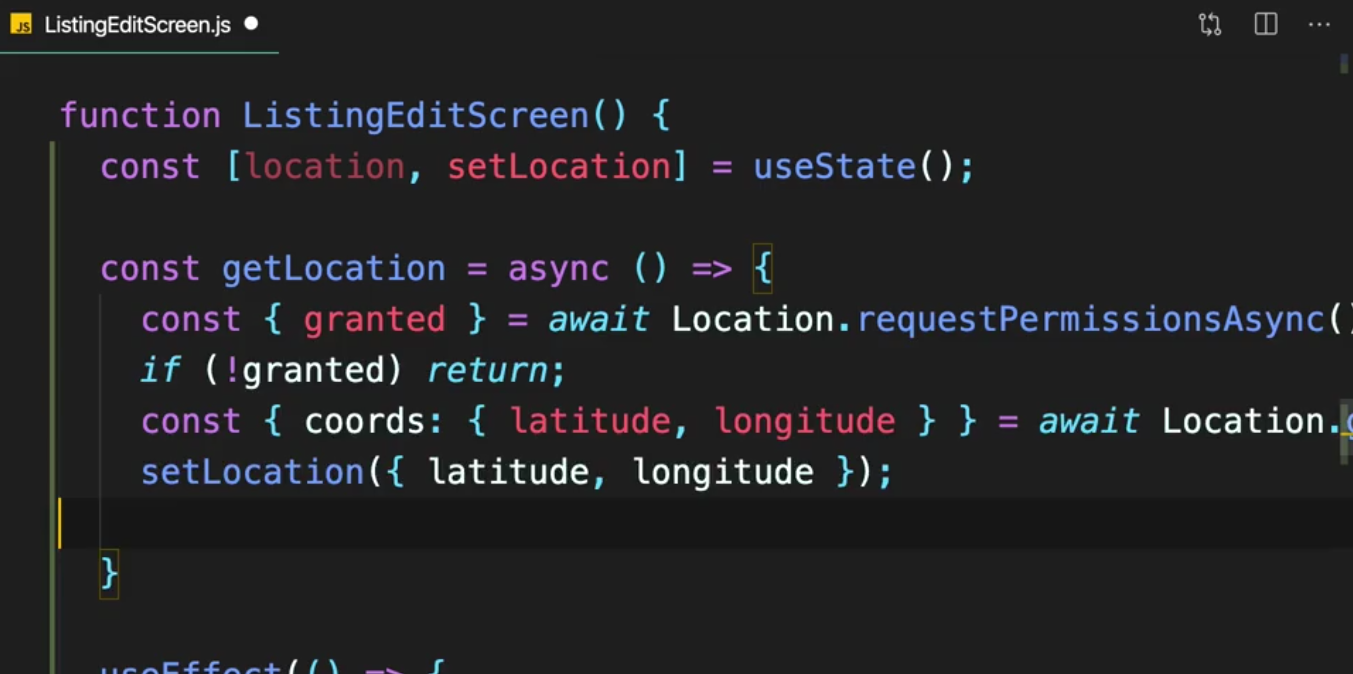 JS ListingEditScreen.js
function ListingEditScreen() {
const [location, setLocation] = useState();
const getLocation = async () => {
const { granted } = await Location.requestPermissionsAsync()
if (!granted) return;
const { coords: { latitude, longitude } } = await Location.
setLocation({ latitude, longitude });
}
useEffect(() => {